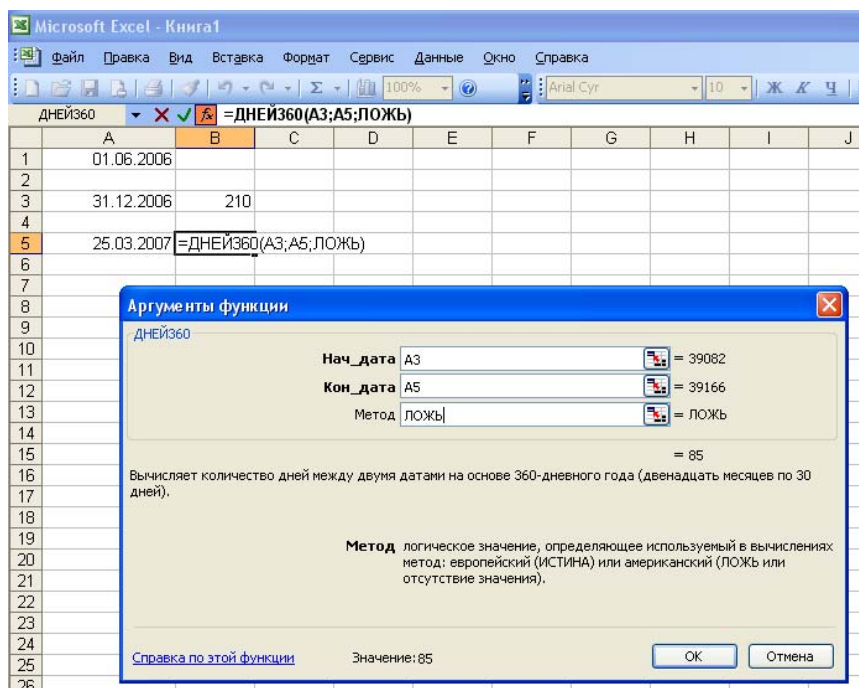 Microsoft Excel - Книга1
Файл Правка Вид Вставка Формат Сервис Данные Окно Справка
100% Arial Cyr 10 Ж К Ч
ДНЕЙ360 =ДНЕЙ360(A3;A5;ЛОЖЬ)
A B C D E F G H I J
1 01.06.2006
2
3 31.12.2006 210
4
5 25.03.2007 =ДНЕЙ360(A3;A5;ЛОЖЬ)
6
7
8
9
10
11
12
13
14
15
16
17
18
19
20
21
22
23
24
25
26
Аргументы функции
ДНЕЙ360
Нач_дата A3 = 39082
Кон_дата A5 = 39166
Метод ЛОЖЬ = ЛОЖЬ
= 85
Вычисляет количество дней между двумя датами на основе 360-дневного года (двенадцать месяцев по 30
дней).
Метод логическое значение, определяющее используемый в вычислениях
метод: европейский (ИСТИНА) или американский (ЛОЖЬ или
отсутствие значения).
Справка по этой функции Значение:85 ОК Отмена